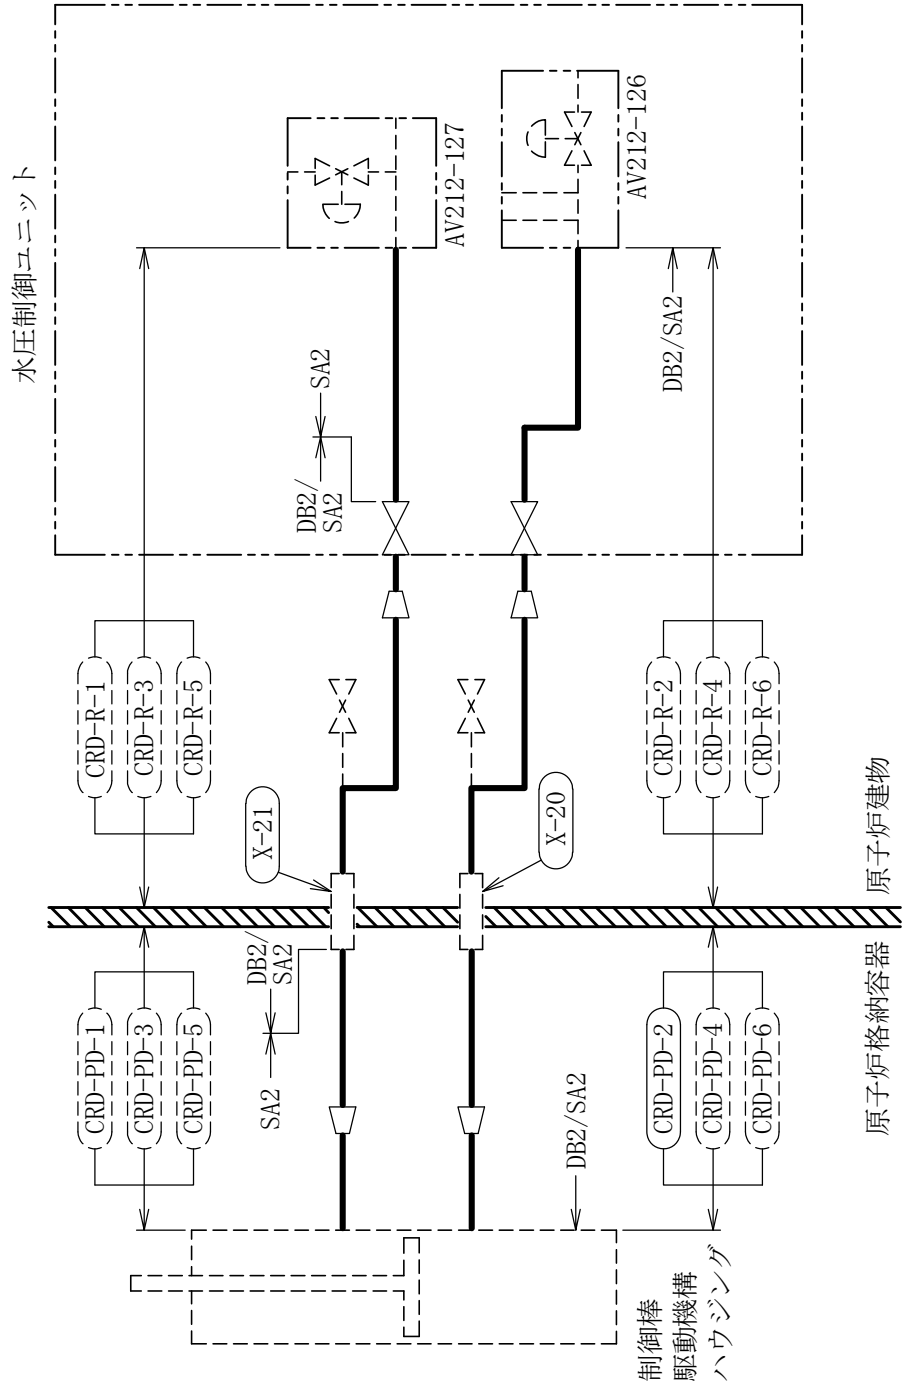 水圧制御ユニット
AV212-127
AV212-126
SA2
DB2/
SA2
DB2/SA2
CRD-R-1
CRD-R-3
CRD-R-5
CRD-R-2
CRD-R-4
CRD-R-6
X-21
X-20
原子炉建物
原子炉格納容器
DB2/
SA2
SA2
CRD-PD-1
CRD-PD-3
CRD-PD-5
DB2/SA2
CRD-PD-2
CRD-PD-4
CRD-PD-6
制御棒
駆動機構
ハウジング